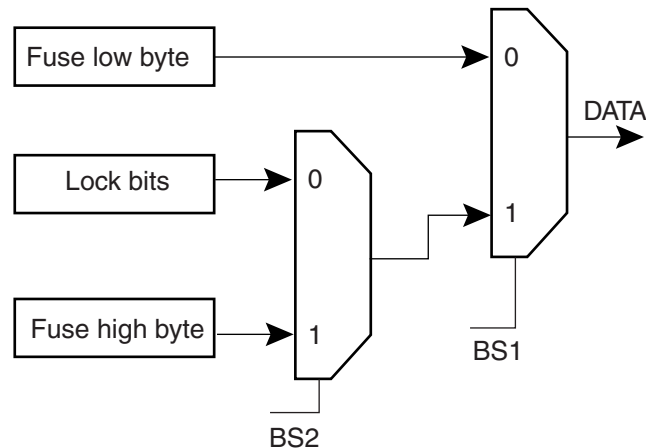 Fuse low byte
0
DATA
Lock bits
0
1
Fuse high byte
1
BS1
BS2